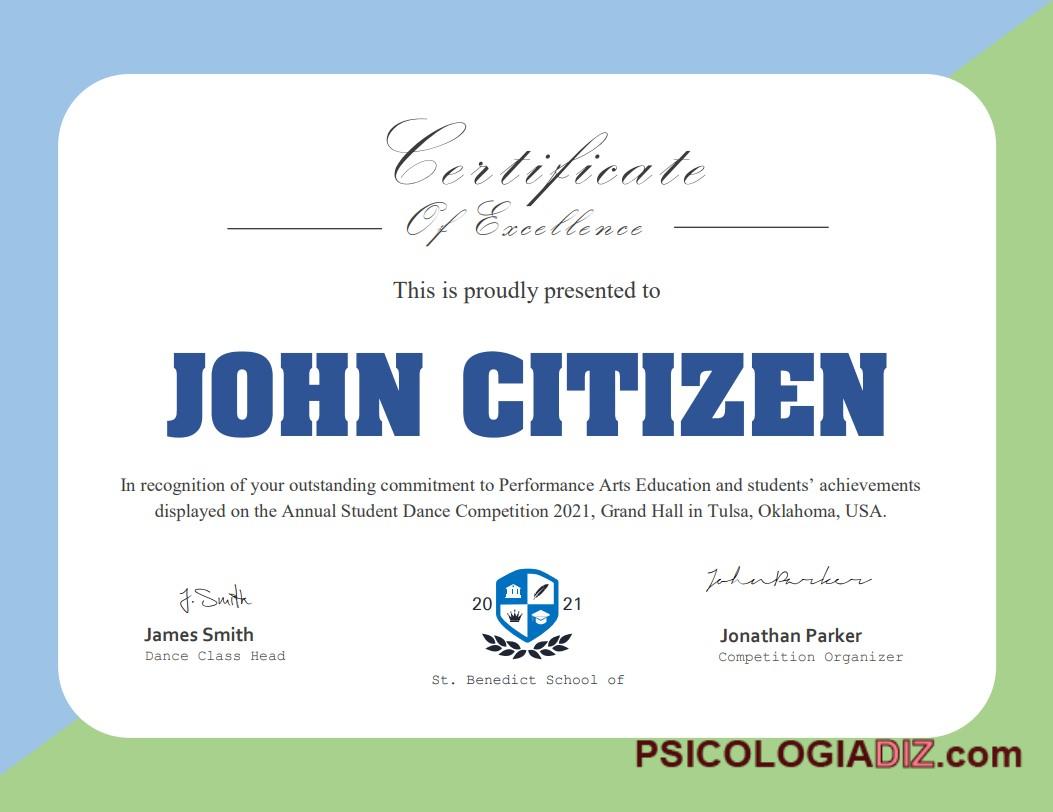 Certificate
Of Excellence
This is proudly presented to
JOHN CITIZEN
In recognition of your outstanding commitment to Performance Arts Education and students’ achievements
displayed on the Annual Student Dance Competition 2021, Grand Hall in Tulsa, Oklahoma, USA.
J. Smith
James Smith
Dance Class Head
20 21
St. Benedict School of
John Parker
Jonathan Parker
Competition Organizer
PSICOLOGIADIZ.com